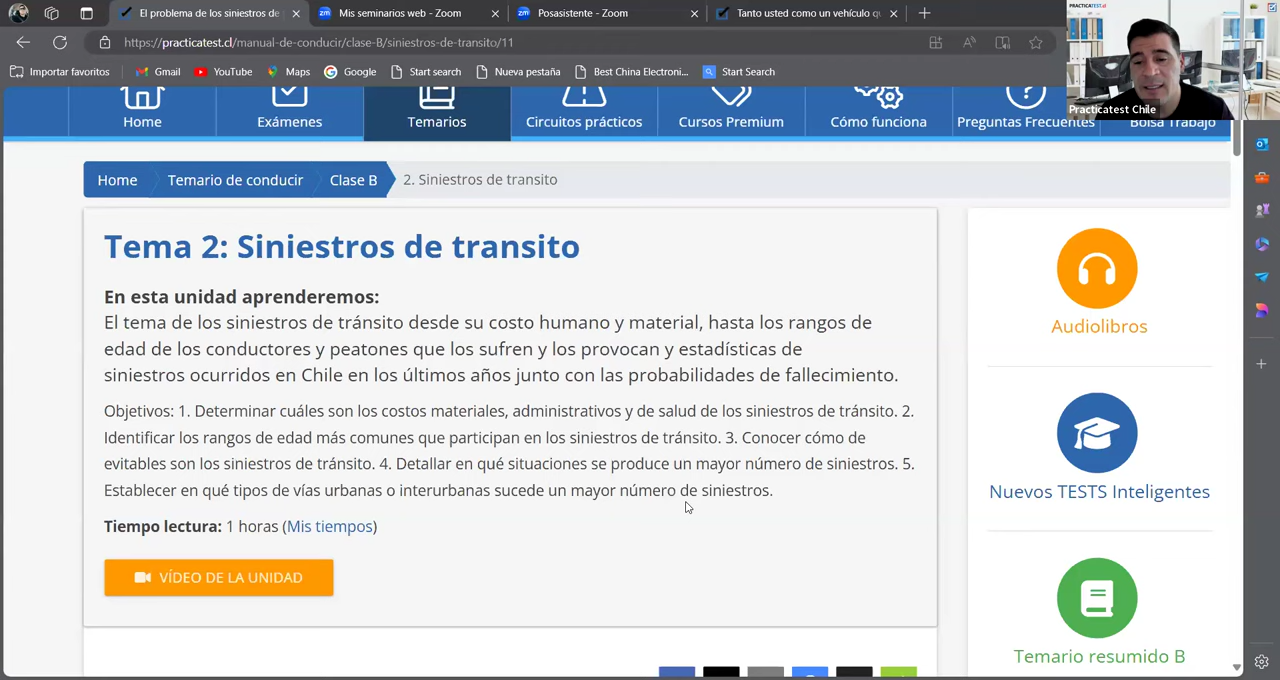 El problema de los siniestros de
Mis seminarios web - Zoom
Posasistente - Zoom
Tanto usted como un vehículo qu
https://practicatest.cl/manual-de-conducir/clase-B/siniestros-de-transito/11
Importar favoritos
Gmail
YouTube
Maps
Google
Start search
Nueva pestaña
Best China Electroni...
Start Search
PRACTICATEST.cl
Practicatest Chile
Home
Exámenes
Temarios
Circuitos prácticos
Cursos Premium
Cómo funciona
Preguntas Frecuentes
Bolsa Trabajo
Home
Temario de conducir
Clase B
2. Siniestros de transito
Tema 2: Siniestros de transito
En esta unidad aprenderemos:
El tema de los siniestros de tránsito desde su costo humano y material, hasta los rangos de
edad de los conductores y peatones que los sufren y los provocan y estadísticas de
siniestros ocurridos en Chile en los últimos años junto con las probabilidades de fallecimiento.
Objetivos: 1. Determinar cuáles son los costos materiales, administrativos y de salud de los siniestros de tránsito. 2.
Identificar los rangos de edad más comunes que participan en los siniestros de tránsito. 3. Conocer cómo de
evitables son los siniestros de tránsito. 4. Detallar en qué situaciones se produce un mayor número de siniestros. 5.
Establecer en qué tipos de vías urbanas o interurbanas sucede un mayor número de siniestros.
Tiempo lectura: 1 horas (Mis tiempos)
VÍDEO DE LA UNIDAD
Audiolibros
Nuevos TESTS Inteligentes
Temario resumido B